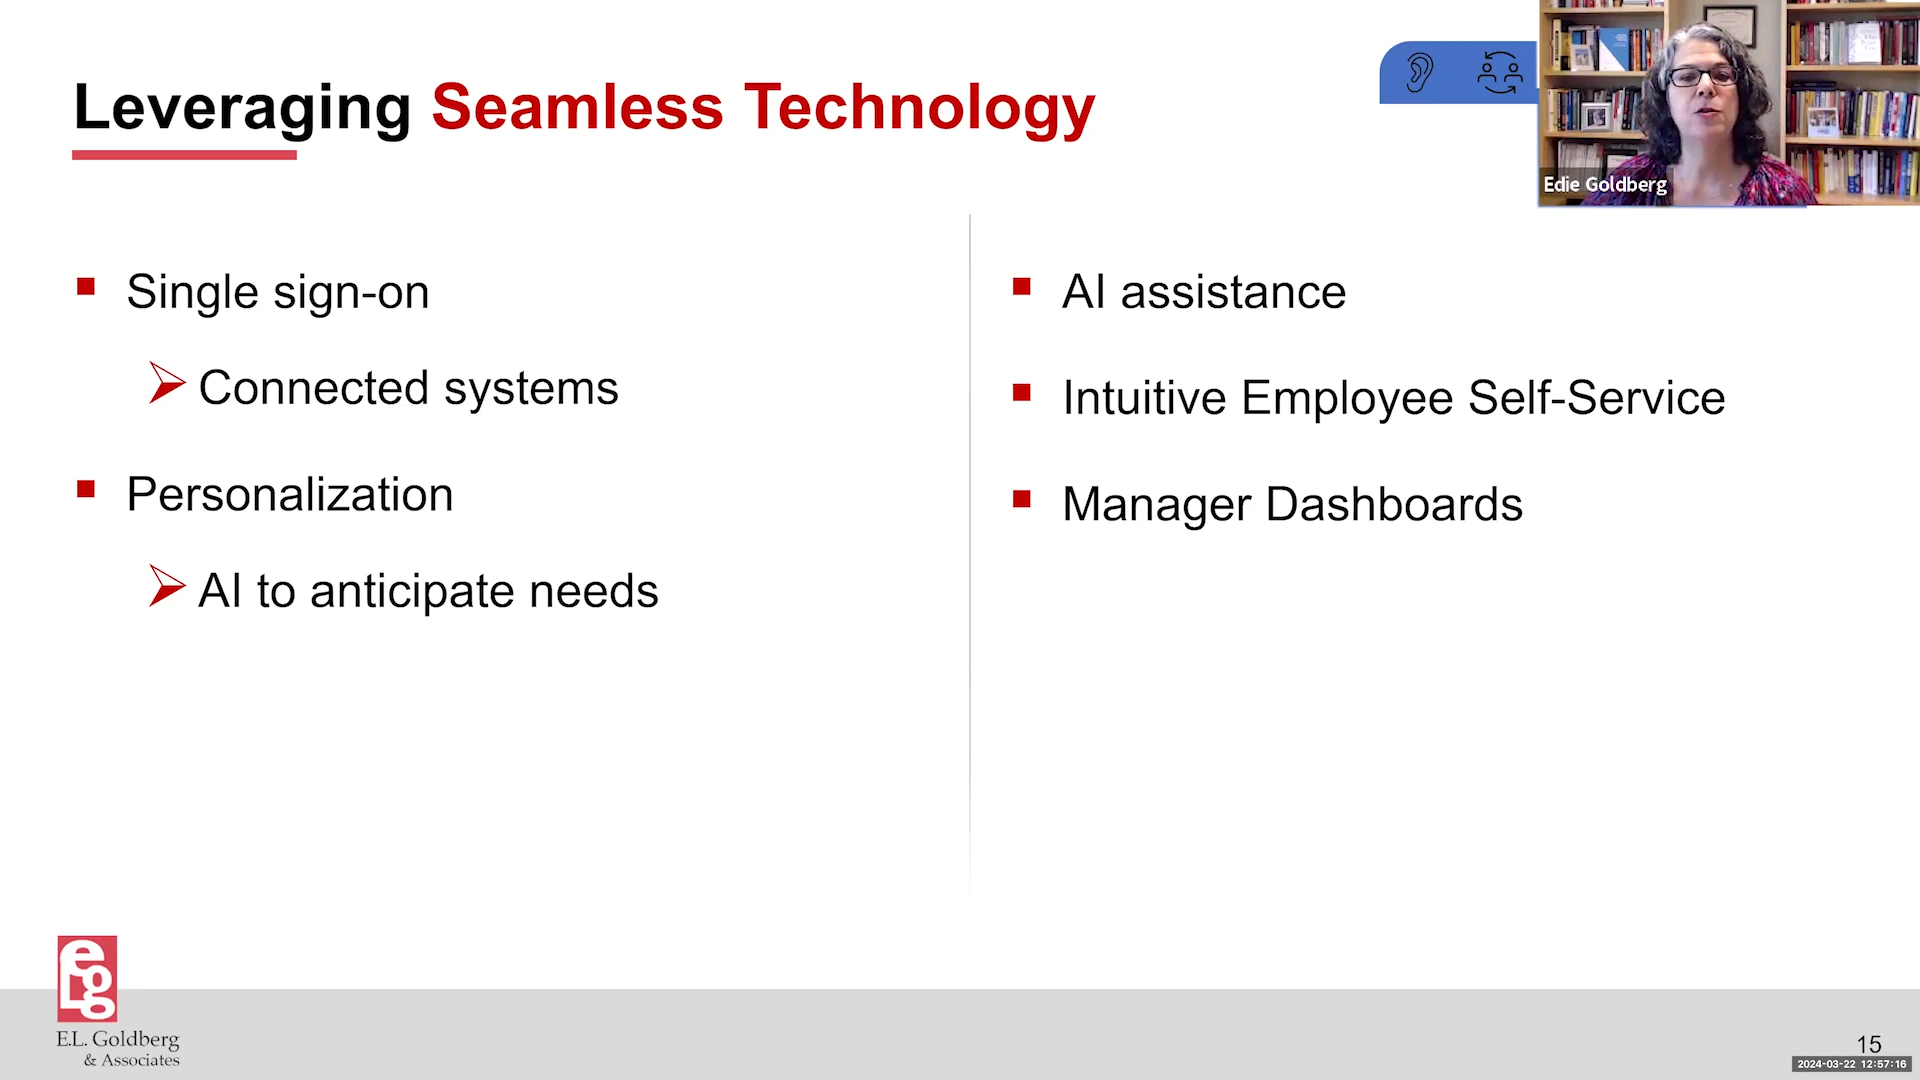 Leveraging Seamless Technology
Edie Goldberg
Single sign-on
Connected systems
Personalization
AI to anticipate needs
AI assistance
Intuitive Employee Self-Service
Manager Dashboards
elgg
E.L. Goldberg
& Associates
15
2024-03-22 12:57:16